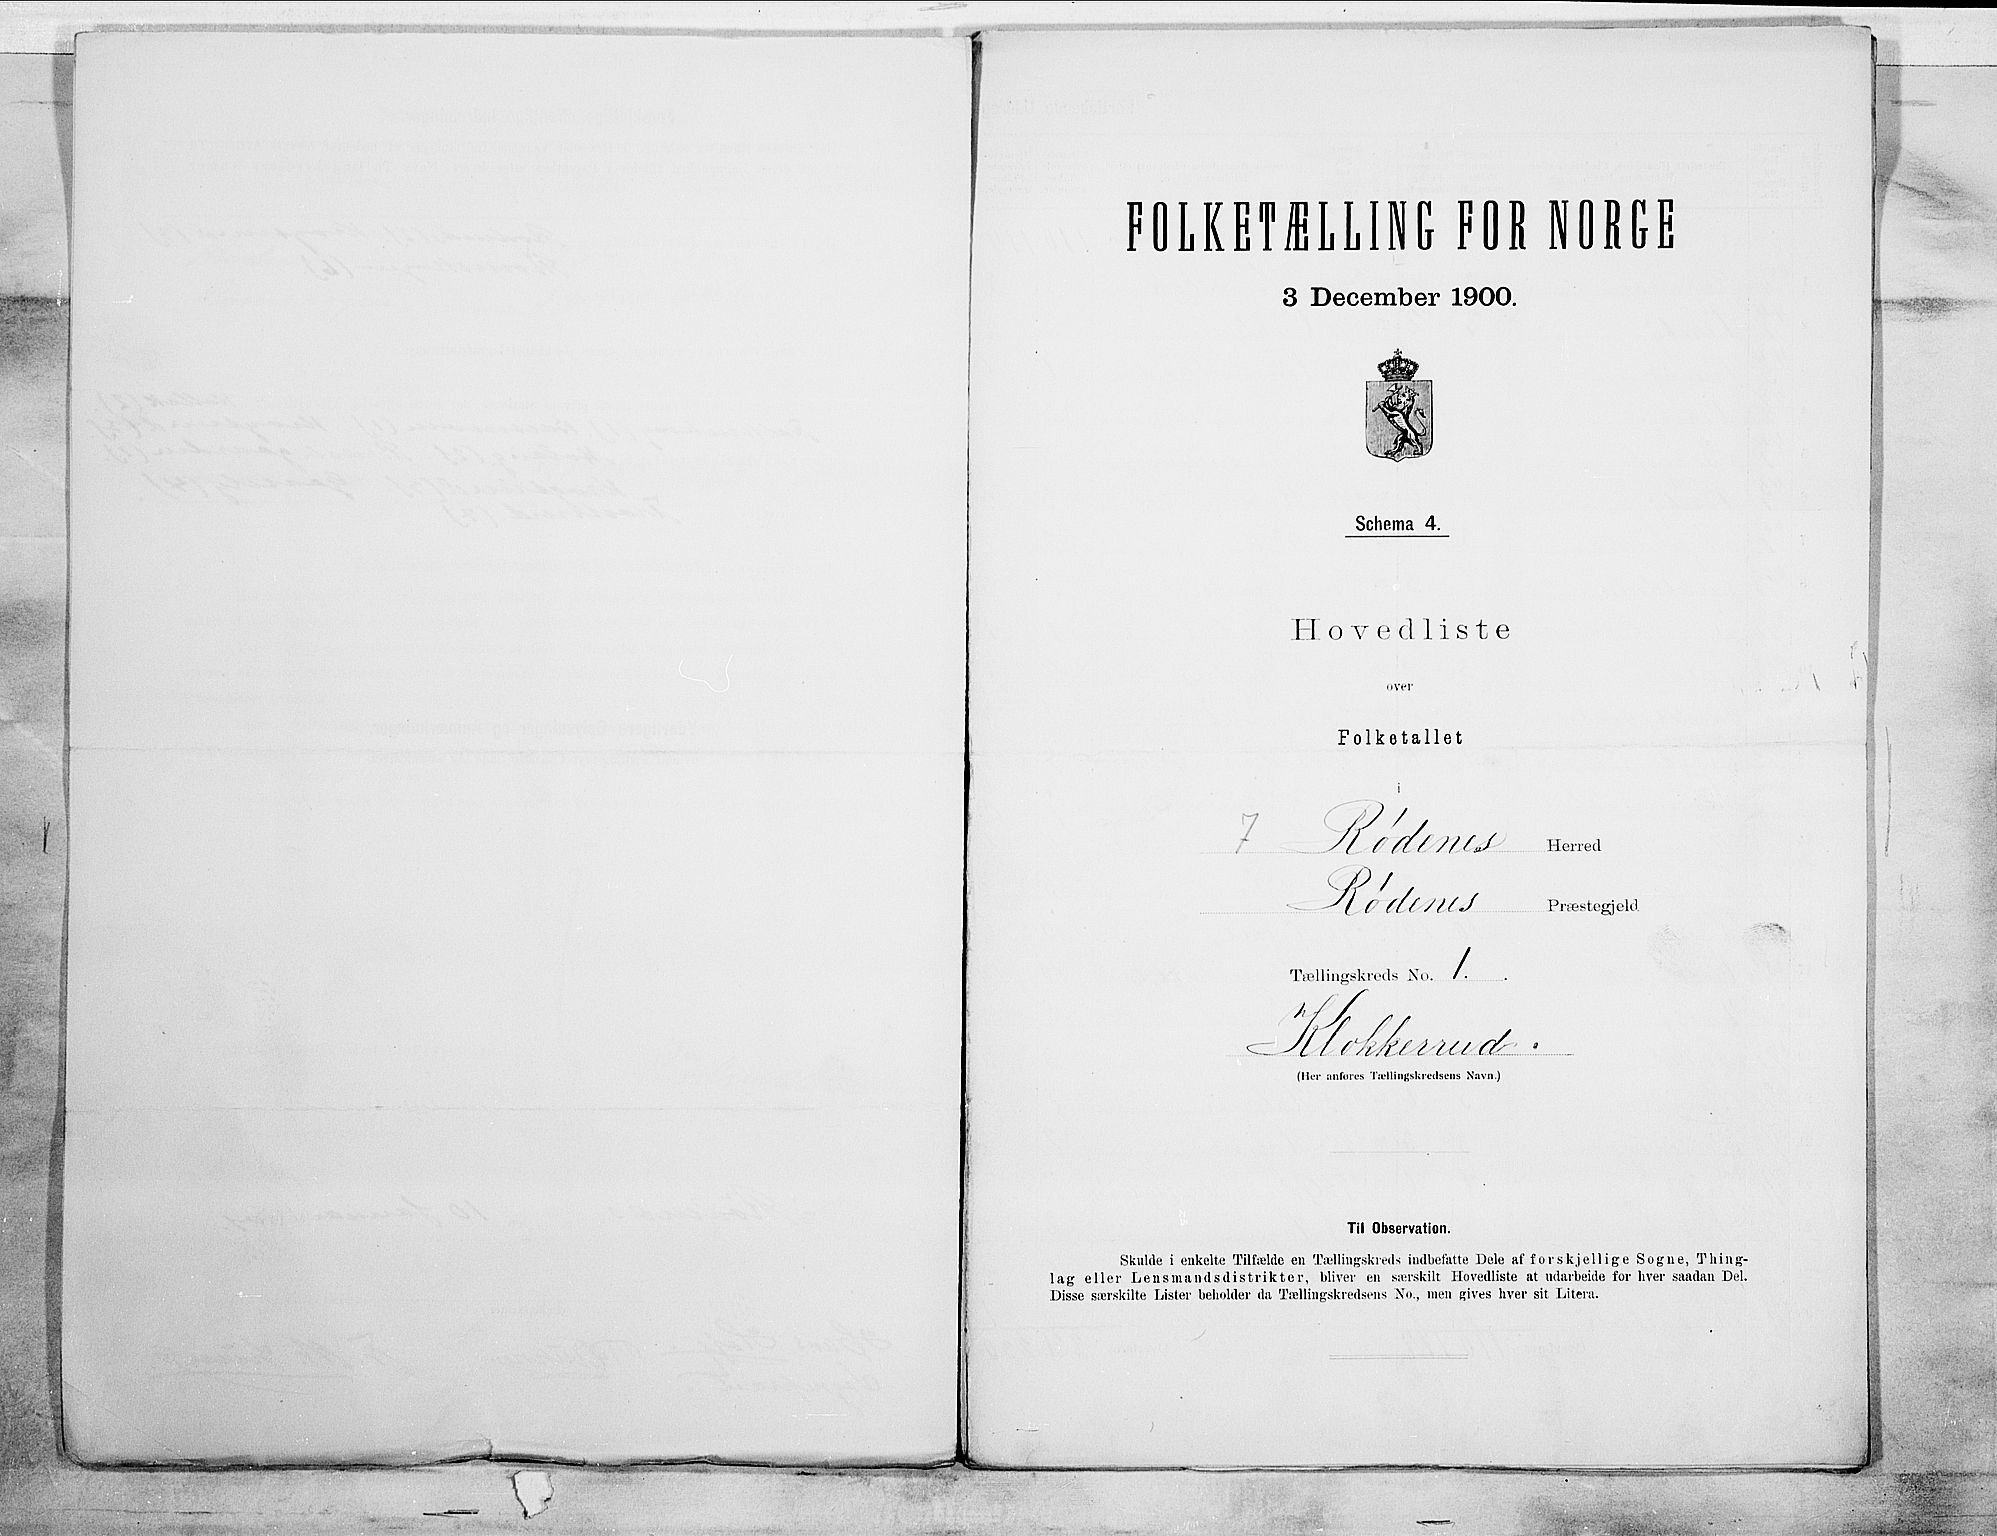 FOLKETÆLLING FOR NORGE
3 December 1900.
Schema 4.
Hovedliste
over
Folketallet
i
7 Rødenes Herred
Rødenes Præstegjeld
Tællingskreds No. 1.
Klokkerud.
(Her anføres Tællingskredsens Navn.)
Til Observation.
Skulde i enkelte Tilfælde en Tællingskreds indbefatte Dele af forskjellige Sogne, Thing-
lag eller Lensmandsdistrikter, bliver en særskilt Hovedliste at udarbeide for hver saadan Del.
Disse særskilte Lister beholder da Tællingskredsens No., men gives hver sit Litera.